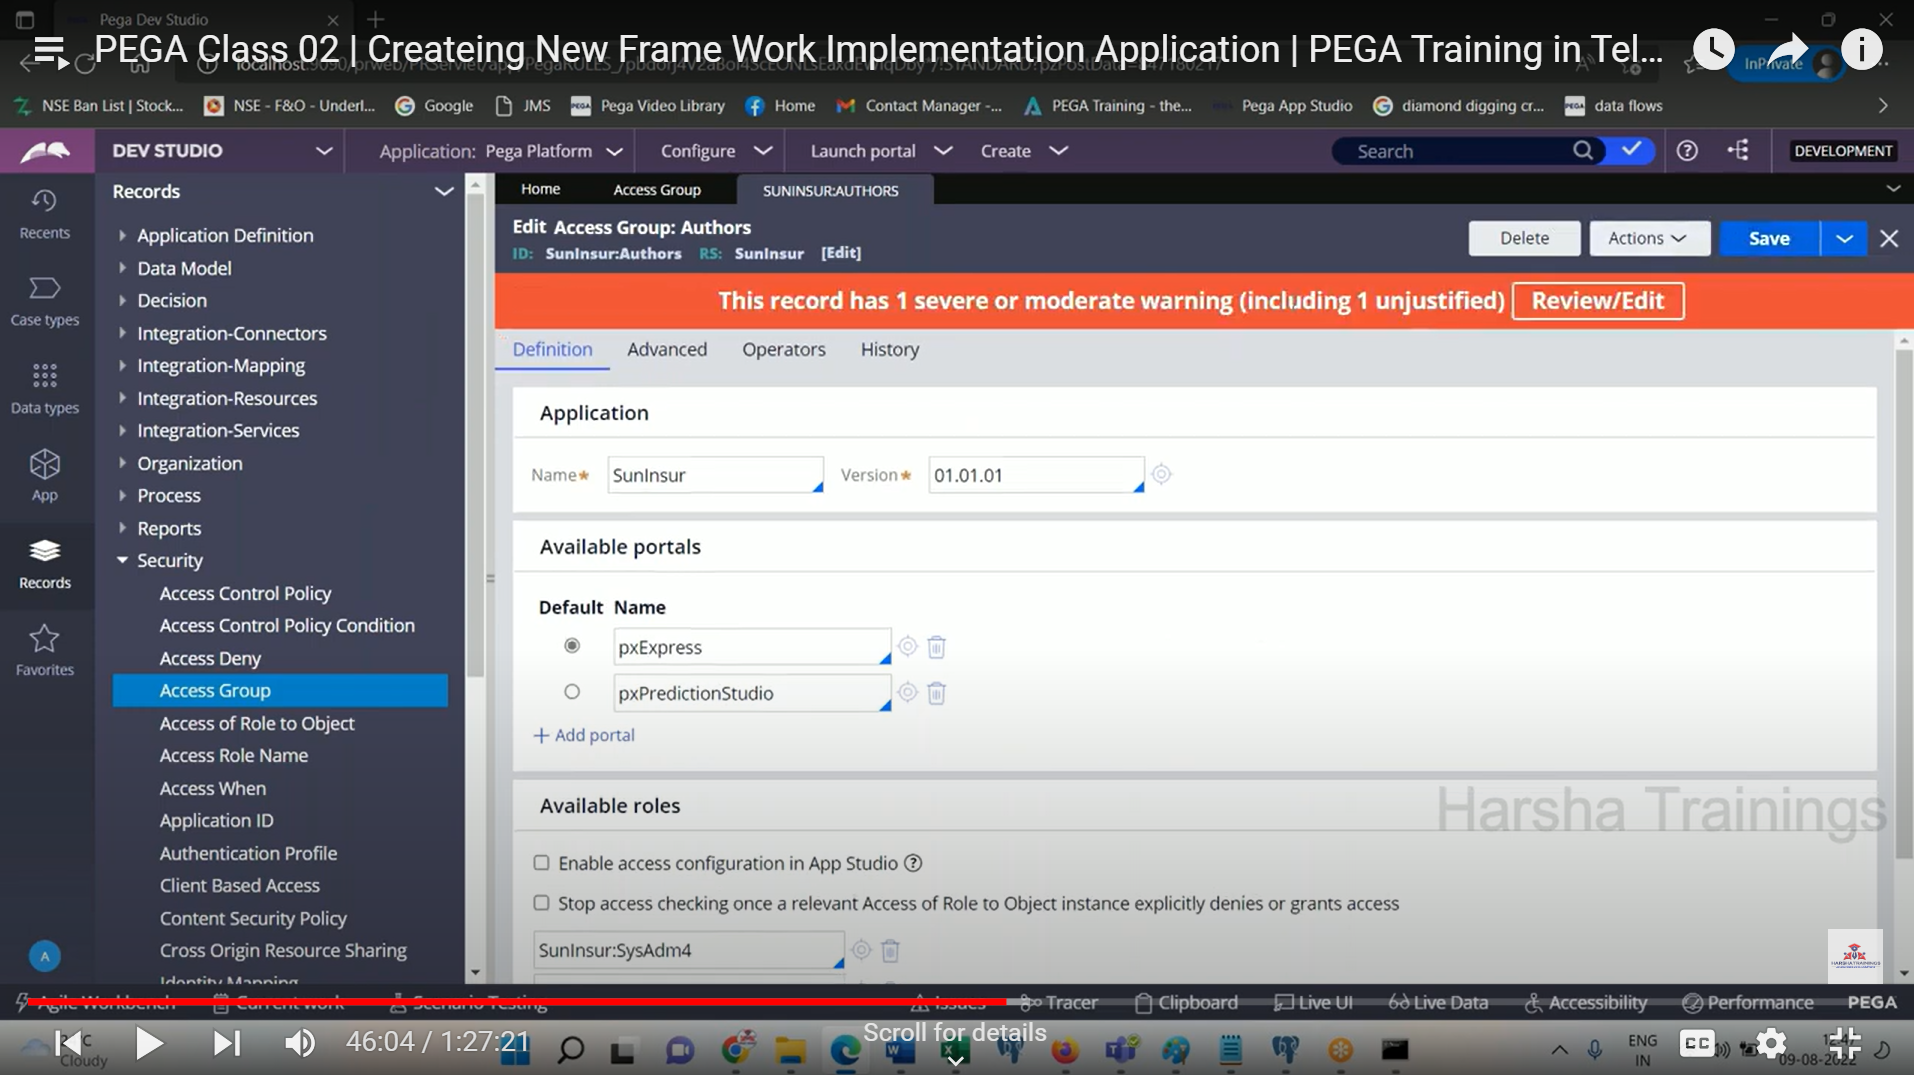 Pega Dev Studio
PEGA Class 02 | Createing New Frame Work Implementation Application | PEGA Training in Tel...
InPrivate
NSE Ban List | Stock...
NSE - F&O - Underl...
Google
JMS
Pega Video Library
Home
Contact Manager -...
PEGA Training - the...
Pega App Studio
diamond digging cr...
data flows
DEV STUDIO
Application: Pega Platform
Configure
Launch portal
Create
Search
DEVELOPMENT
Recents
Case types
Data types
App
Records
Favorites
A
Records
Application Definition
Data Model
Decision
Integration-Connectors
Integration-Mapping
Integration-Resources
Integration-Services
Organization
Process
Reports
Security
Access Control Policy
Access Control Policy Condition
Access Deny
Access Group
Access of Role to Object
Access Role Name
Access When
Application ID
Authentication Profile
Client Based Access
Content Security Policy
Cross Origin Resource Sharing
Identity Mapping
Home
Access Group
SUNINSUR:AUTHORS
Edit Access Group: Authors
ID: SunInsur:Authors RS: SunInsur [Edit]
Delete
Actions
Save
This record has 1 severe or moderate warning (including 1 unjustified) Review/Edit
Definition
Advanced
Operators
History
Application
Name* SunInsur Version* 01.01.01
Available portals
Default Name
pxExpress
pxPredictionStudio
+ Add portal
Available roles
Harsha Trainings
Enable access configuration in App Studio
Stop access checking once a relevant Access of Role to Object instance explicitly denies or grants access
SunInsur:SysAdm4
HARSHA TRAININGS
Agile Workbench
Current work
Scenario Testing
Issues
Tracer
Clipboard
Live UI
Live Data
Accessibility
Performance
PEGA
46:04 / 1:27:21
Cloudy
Scroll for details
ENG
IN
CC
09-08-2022